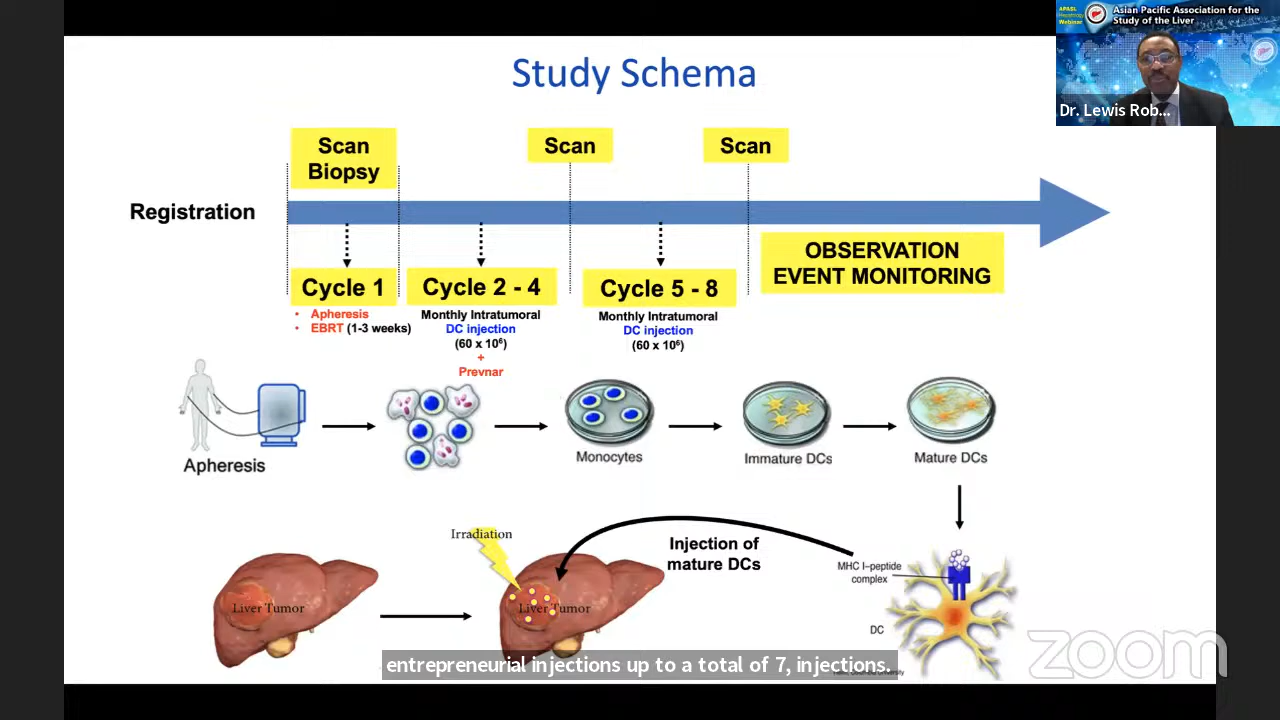 Study Schema
APASL
Hepatology
Webinar
Asian Pacific Association for the
Study of the Liver
Dr. Lewis Rob...
Scan
Biopsy
Scan
Scan
Registration
OBSERVATION
EVENT MONITORING
Cycle 1
• Apheresis
• EBRT (1-3 weeks)
Cycle 2 - 4
Monthly Intratumoral
DC injection
(60 x 10⁶)
+
Prevnar
Cycle 5 - 8
Monthly Intratumoral
DC injection
(60 x 10⁶)
Apheresis
Monocytes
Immature DCs
Mature DCs
Irradiation
Injection of
mature DCs
MHC I–peptide
complex
Liver Tumor
Liver Tumor
DC
zoom
entrepreneurial injections up to a total of 7, injections.
University